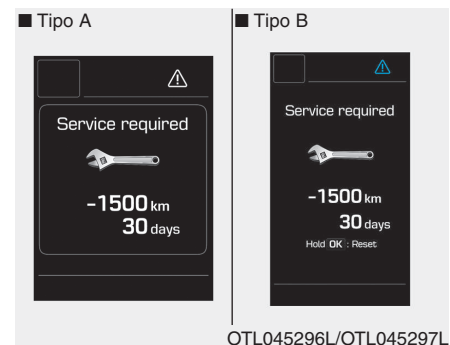 ■ Tipo A
Service required
-1500 km
30 days
■ Tipo B
Service required
-1500 km
30 days
Hold OK : Reset
OTL045296L/OTL045297L